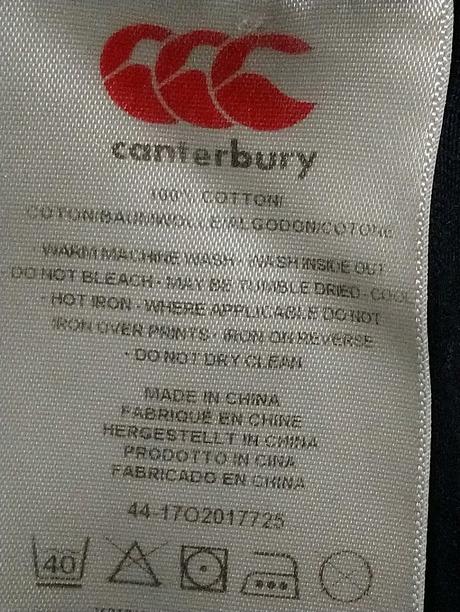 canterbury
100% COTTON/
COTON/BAUMWOLLE/ALGODON/COTONE
· WARM MACHINE WASH · WASH INSIDE OUT
DO NOT BLEACH · MAY BE TUMBLE DRIED · COOL
· HOT IRON · WHERE APPLICABLE DO NOT
IRON OVER PRINTS · IRON ON REVERSE
· DO NOT DRY CLEAN
MADE IN CHINA
FABRIQUÉ EN CHINE
HERGESTELLT IN CHINA
PRODOTTO IN CINA
FABRICADO EN CHINA
44-17O2017725
40